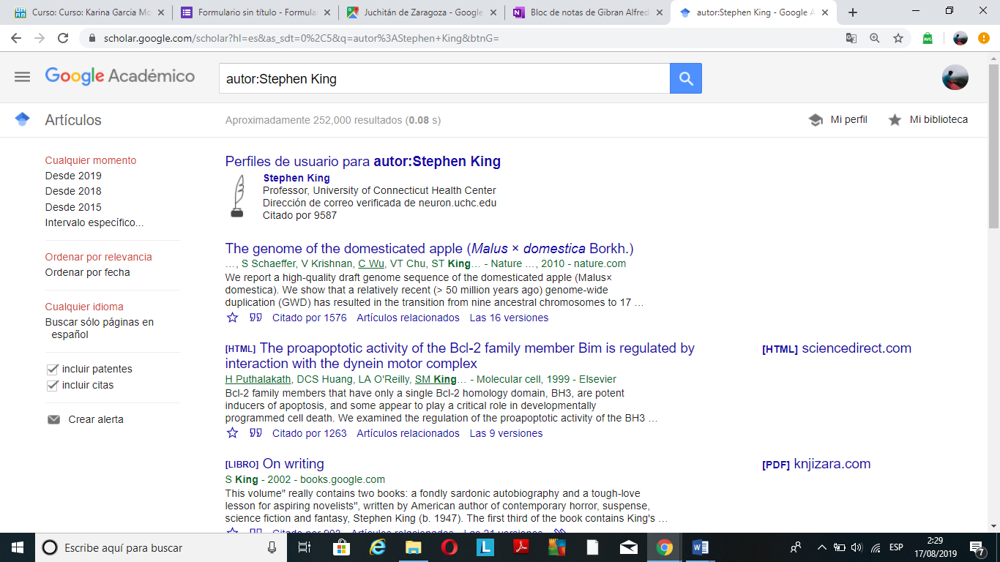 Curso: Curso: Karina Garcia Mo
Formulario sin título - Formula
Juchitán de Zaragoza - Google
Bloc de notas de Gibran Alfred
autor:Stephen King - Google A
scholar.google.com/scholar?hl=es&as_sdt=0%2C5&q=autor%3AStephen+King&btnG=
Google Académico
autor:Stephen King
Artículos
Aproximadamente 252,000 resultados (0.08 s)
Mi perfil
Mi biblioteca
Cualquier momento
Desde 2019
Desde 2018
Desde 2015
Intervalo específico...
Ordenar por relevancia
Ordenar por fecha
Cualquier idioma
Buscar sólo páginas en
español
incluir patentes
incluir citas
Crear alerta
Perfiles de usuario para autor:Stephen King
Stephen King
Professor, University of Connecticut Health Center
Dirección de correo verificada de neuron.uchc.edu
Citado por 9587
The genome of the domesticated apple (Malus × domestica Borkh.)
…, S Schaeffer, V Krishnan, C Wu, VT Chu, ST King… - Nature …, 2010 - nature.com
We report a high-quality draft genome sequence of the domesticated apple (Malus×
domestica). We show that a relatively recent (> 50 million years ago) genome-wide
duplication (GWD) has resulted in the transition from nine ancestral chromosomes to 17 …
Citado por 1576 Artículos relacionados Las 16 versiones
[HTML] The proapoptotic activity of the Bcl-2 family member Bim is regulated by
interaction with the dynein motor complex
H Puthalakath, DCS Huang, LA O'Reilly, SM King… - Molecular cell, 1999 - Elsevier
Bcl-2 family members that have only a single Bcl-2 homology domain, BH3, are potent
inducers of apoptosis, and some appear to play a critical role in developmentally
programmed cell death. We examined the regulation of the proapoptotic activity of the BH3 …
Citado por 1263 Artículos relacionados Las 9 versiones
[HTML] sciencedirect.com
[LIBRO] On writing
S King - 2002 - books.google.com
This volume" really contains two books: a fondly sardonic autobiography and a tough-love
lesson for aspiring novelists", written by American author of contemporary horror, suspense,
science fiction and fantasy, Stephen King (b. 1947). The first third of the book contains King's …
[PDF] knjizara.com
Escribe aquí para buscar
ESP
2:29
17/08/2019
7